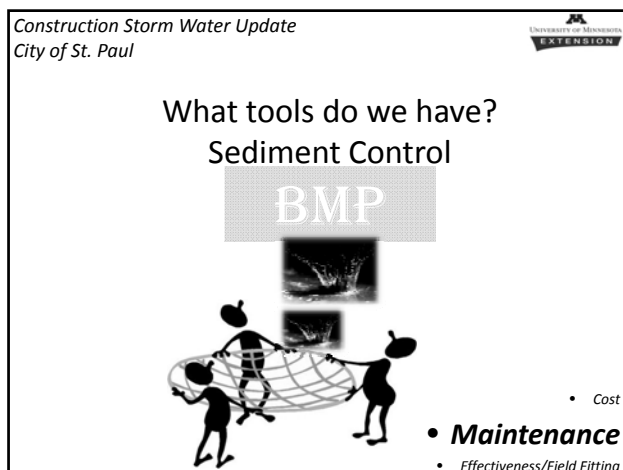 Construction Storm Water Update
City of St. Paul
UNIVERSITY OF MINNESOTA
EXTENSION
What tools do we have?
Sediment Control
BMP
• Cost
• Maintenance
• Effectiveness/Field Fitting